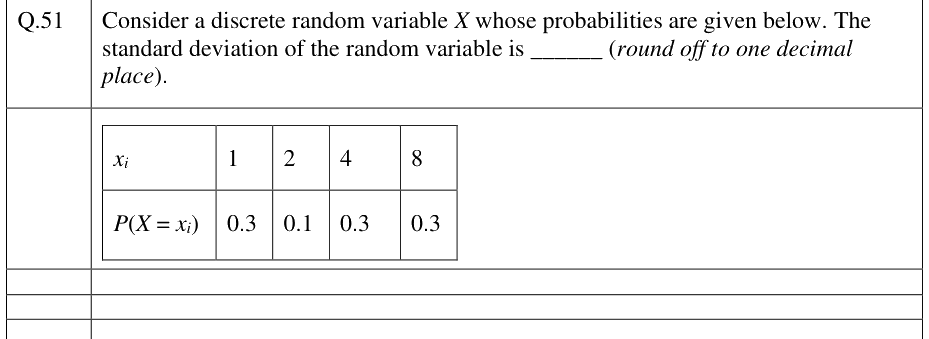 Q.51 Consider a discrete random variable X whose probabilities are given below. The
standard deviation of the random variable is ______ (round off to one decimal
place).
xi 1 2 4 8
P(X = xi) 0.3 0.1 0.3 0.3